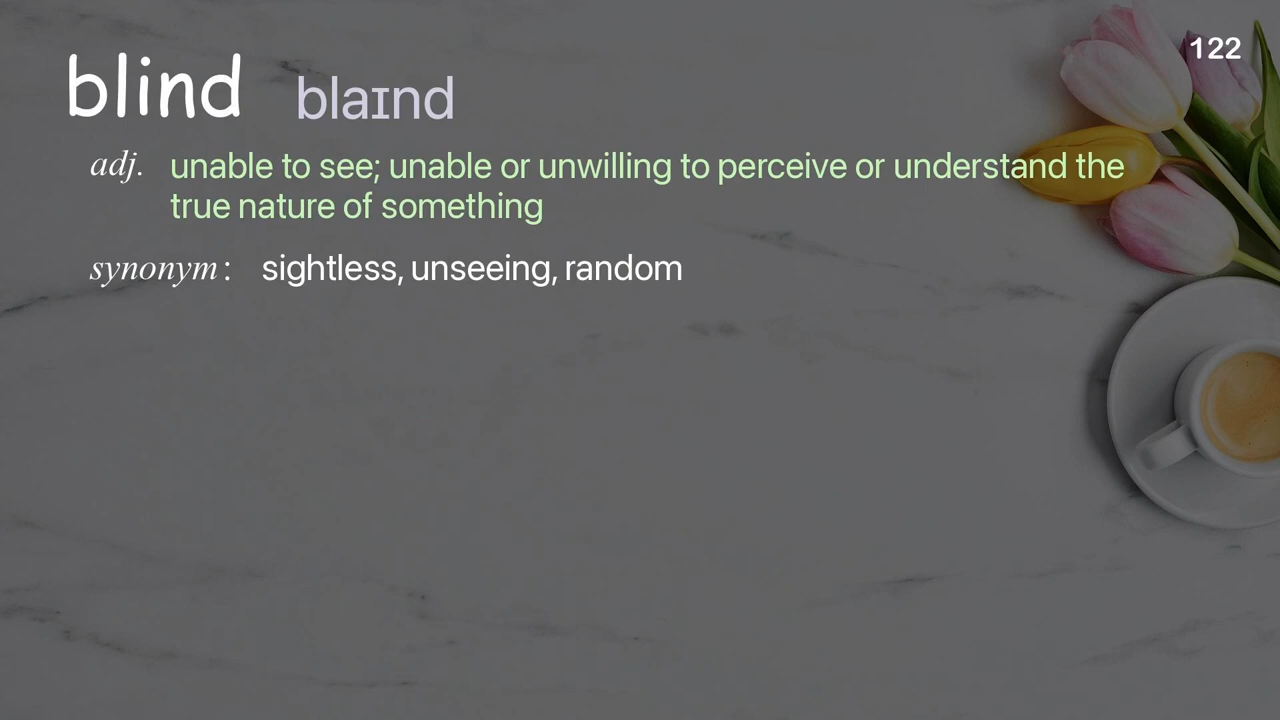 122
blind blaɪnd
adj. unable to see; unable or unwilling to perceive or understand the
true nature of something
synonym: sightless, unseeing, random